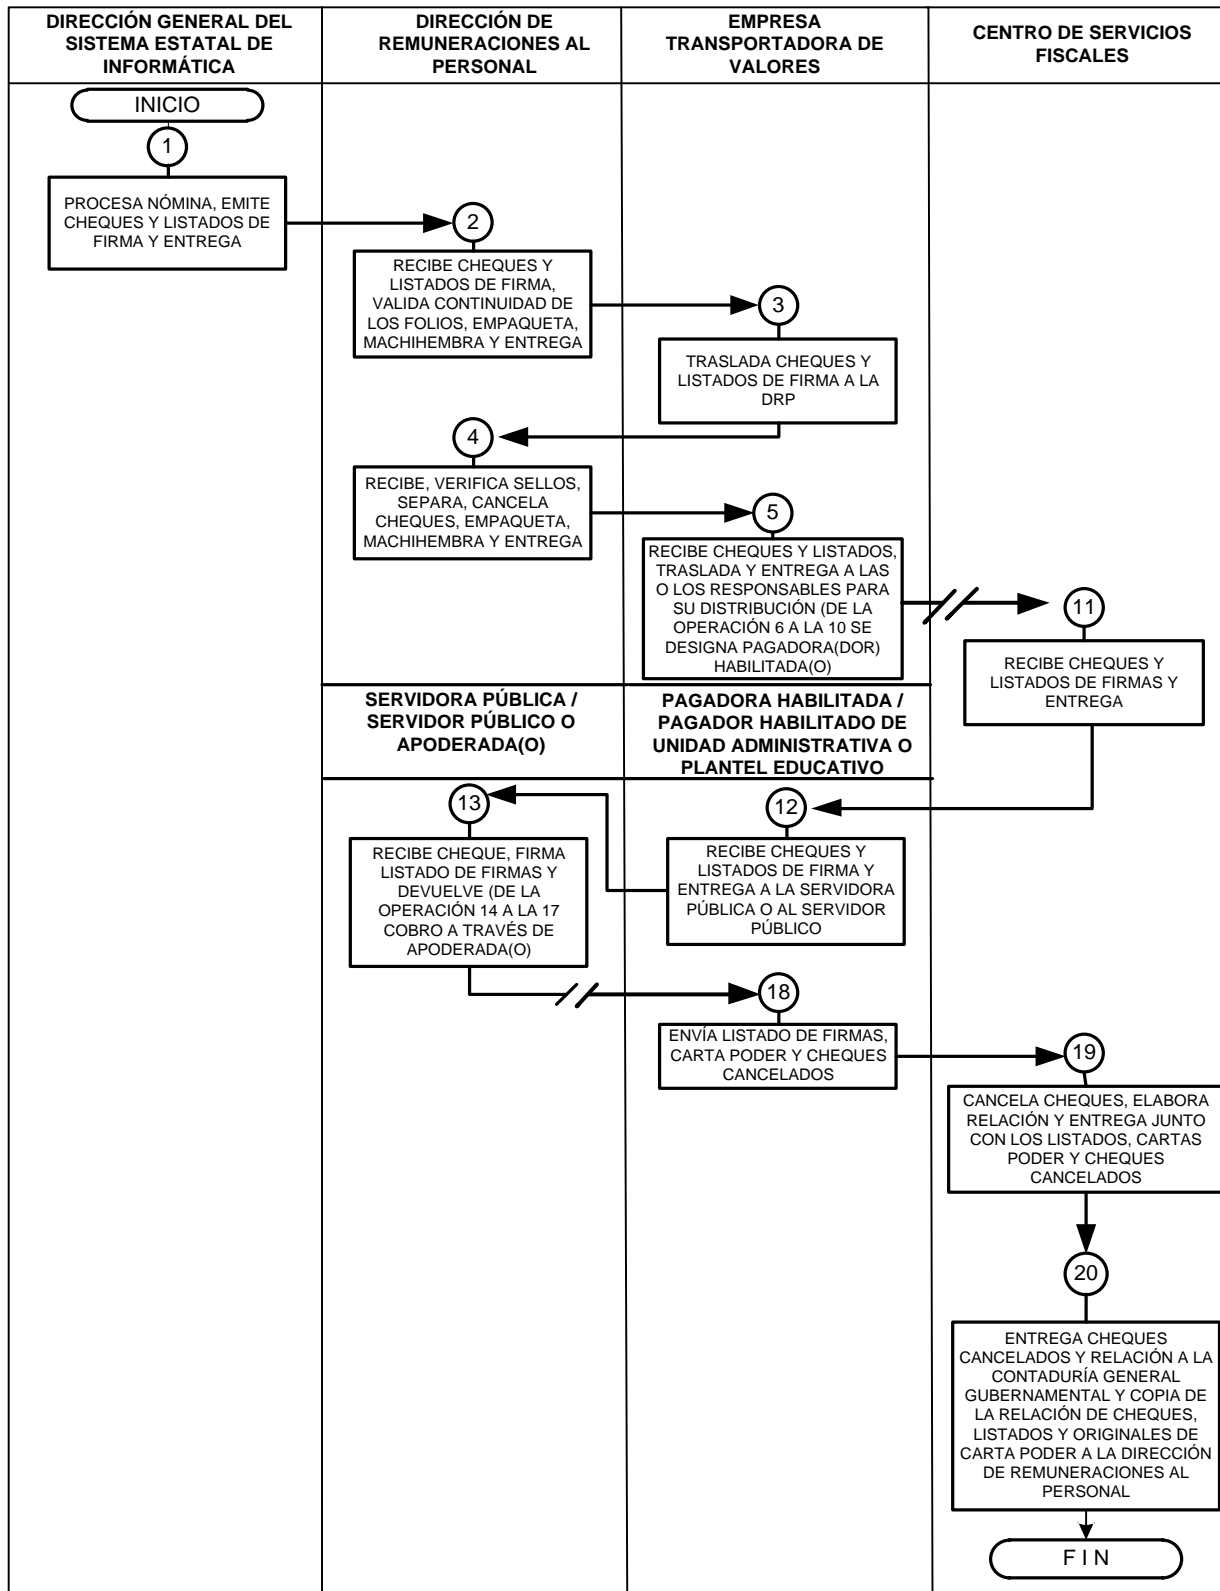 DIRECCIÓN GENERAL DEL
SISTEMA ESTATAL DE
INFORMÁTICA
DIRECCIÓN DE
REMUNERACIONES AL
PERSONAL
EMPRESA
TRANSPORTADORA DE
VALORES
CENTRO DE SERVICIOS
FISCALES
INICIO
1
PROCESA NÓMINA, EMITE
CHEQUES Y LISTADOS DE
FIRMA Y ENTREGA
2
RECIBE CHEQUES Y
LISTADOS DE FIRMA,
VALIDA CONTINUIDAD DE
LOS FOLIOS, EMPAQUETA,
MACHIHEMBRA Y ENTREGA
3
TRASLADA CHEQUES Y
LISTADOS DE FIRMA A LA
DRP
4
RECIBE, VERIFICA SELLOS,
SEPARA, CANCELA
CHEQUES, EMPAQUETA,
MACHIHEMBRA Y ENTREGA
5
RECIBE CHEQUES Y LISTADOS,
TRASLADA Y ENTREGA A LAS
O LOS RESPONSABLES PARA
SU DISTRIBUCIÓN (DE LA
OPERACIÓN 6 A LA 10 SE
DESIGNA PAGADORA(DOR)
HABILITADA(O)
11
RECIBE CHEQUES Y
LISTADOS DE FIRMAS Y
ENTREGA
SERVIDORA PÚBLICA /
SERVIDOR PÚBLICO O
APODERADA(O)
PAGADORA HABILITADA /
PAGADOR HABILITADO DE
UNIDAD ADMINISTRATIVA O
PLANTEL EDUCATIVO
12
RECIBE CHEQUES Y
LISTADOS DE FIRMA Y
ENTREGA A LA SERVIDORA
PÚBLICA O AL SERVIDOR
PÚBLICO
13
RECIBE CHEQUE, FIRMA
LISTADO DE FIRMAS Y
DEVUELVE (DE LA
OPERACIÓN 14 A LA 17
COBRO A TRAVÉS DE
APODERADA(O)
18
ENVÍA LISTADO DE FIRMAS,
CARTA PODER Y CHEQUES
CANCELADOS
19
CANCELA CHEQUES, ELABORA
RELACIÓN Y ENTREGA JUNTO
CON LOS LISTADOS, CARTAS
PODER Y CHEQUES
CANCELADOS
20
ENTREGA CHEQUES
CANCELADOS Y RELACIÓN A LA
CONTADURÍA GENERAL
GUBERNAMENTAL Y COPIA DE
LA RELACIÓN DE CHEQUES,
LISTADOS Y ORIGINALES DE
CARTA PODER A LA DIRECCIÓN
DE REMUNERACIONES AL
PERSONAL
F I N